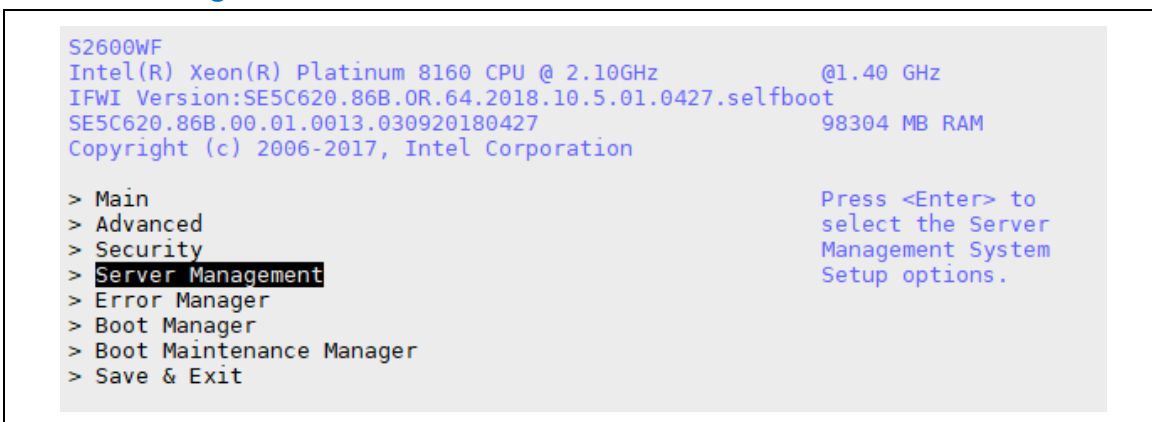 S2600WF
Intel(R) Xeon(R) Platinum 8160 CPU @ 2.10GHz @1.40 GHz
IFWI Version:SE5C620.86B.OR.64.2018.10.5.01.0427.selfboot
SE5C620.86B.00.01.0013.030920180427 98304 MB RAM
Copyright (c) 2006-2017, Intel Corporation
> Main Press <Enter> to
> Advanced select the Server
> Security Management System
> Server Management Setup options.
> Error Manager
> Boot Manager
> Boot Maintenance Manager
> Save & Exit